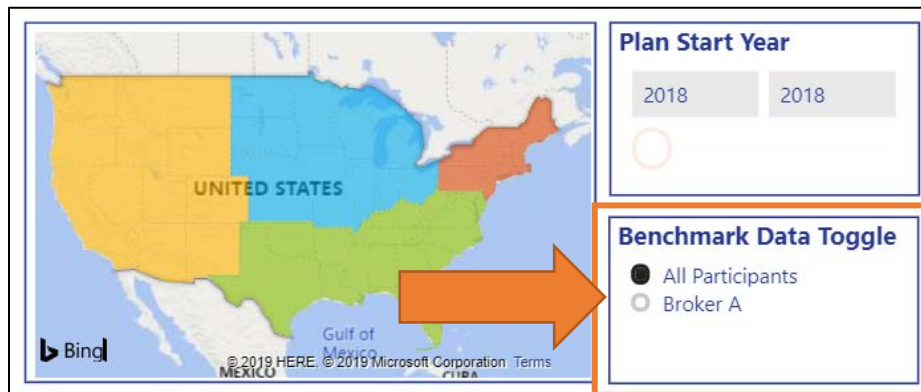 UNITED STATES
Gulf of
Mexico
Bing
© 2019 HERE, © 2019 Microsoft Corporation Terms
MEXICO
CUBA
Plan Start Year
2018 2018
Benchmark Data Toggle
All Participants
Broker A